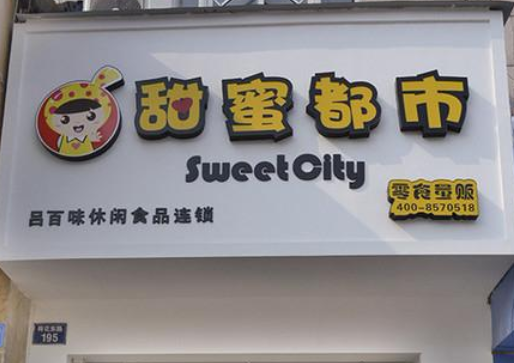 甜蜜都市
Sweet City
零食量贩
400-8570518
吕百味休闲食品连锁
195